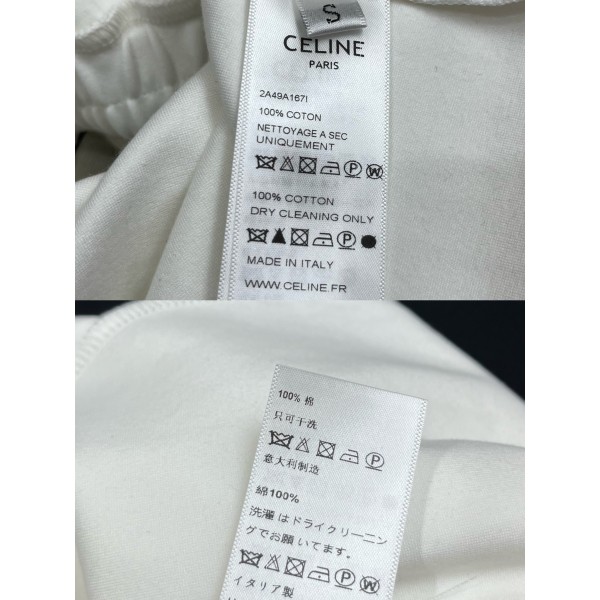 S
CELINE
PARIS
2A49A167I
100% COTON
NETTOYAGE A SEC
UNIQUEMENT
P W
100% COTTON
DRY CLEANING ONLY
P
MADE IN ITALY
WWW.CELINE.FR
100% 棉
只可干洗
P
意大利制造
綿100%
洗濯 はドライクリーニン
グでお願 いてます。
P
イタリア製